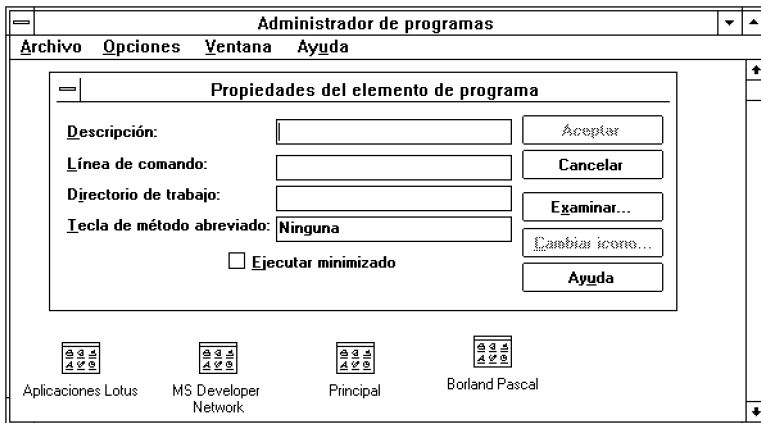 Administrador de programas
Archivo Opciones Ventana Ayuda
Propiedades del elemento de programa
Descripción:
Aceptar
Línea de comando:
Cancelar
Directorio de trabajo:
Examinar...
Tecla de método abreviado: Ninguna
Cambiar icono...
Ejecutar minimizado
Ayuda
Aplicaciones Lotus
MS Developer
Network
Principal
Borland Pascal